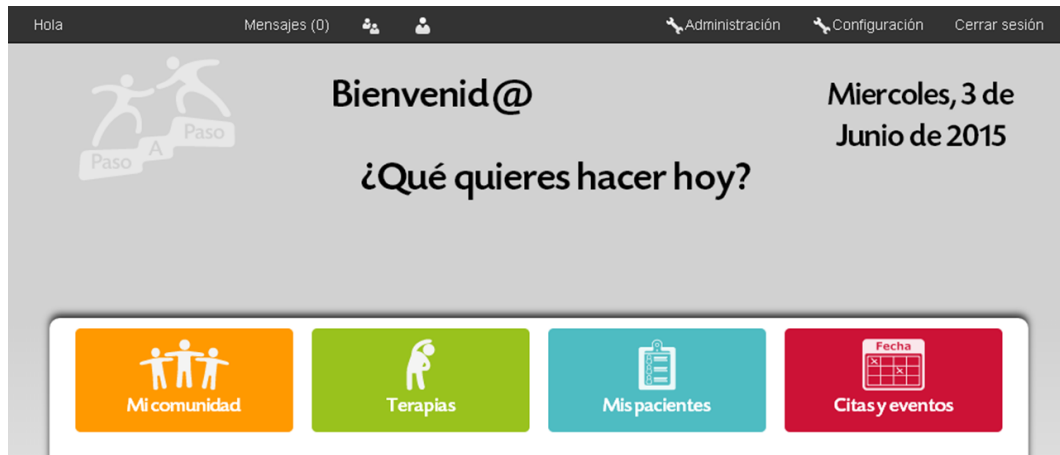 Hola Mensajes (0) Administración Configuración Cerrar sesión
Paso A Paso
Bienvenid@
Miercoles, 3 de
Junio de 2015
¿Qué quieres hacer hoy?
Mi comunidad
Terapias
Mis pacientes
Fecha
Citas y eventos